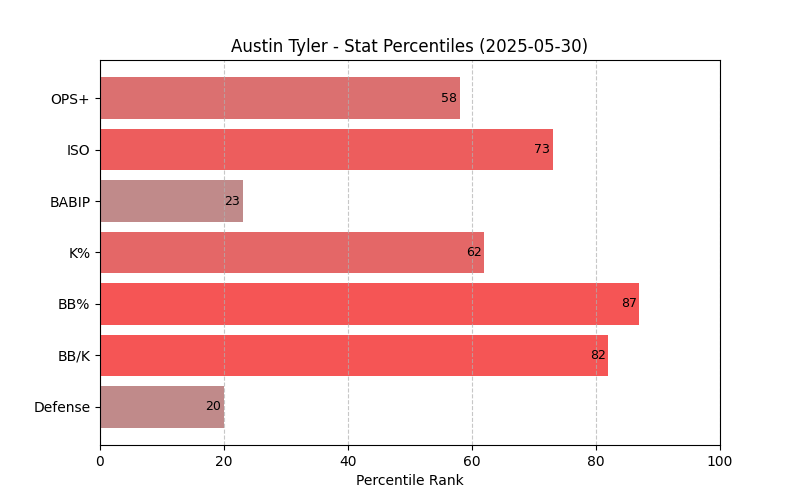 Austin Tyler - Stat Percentiles (2025-05-30)
OPS+ 58
ISO 73
BABIP 23
K% 62
BB% 87
BB/K 82
Defense 20
0 20 40 60 80 100
Percentile Rank